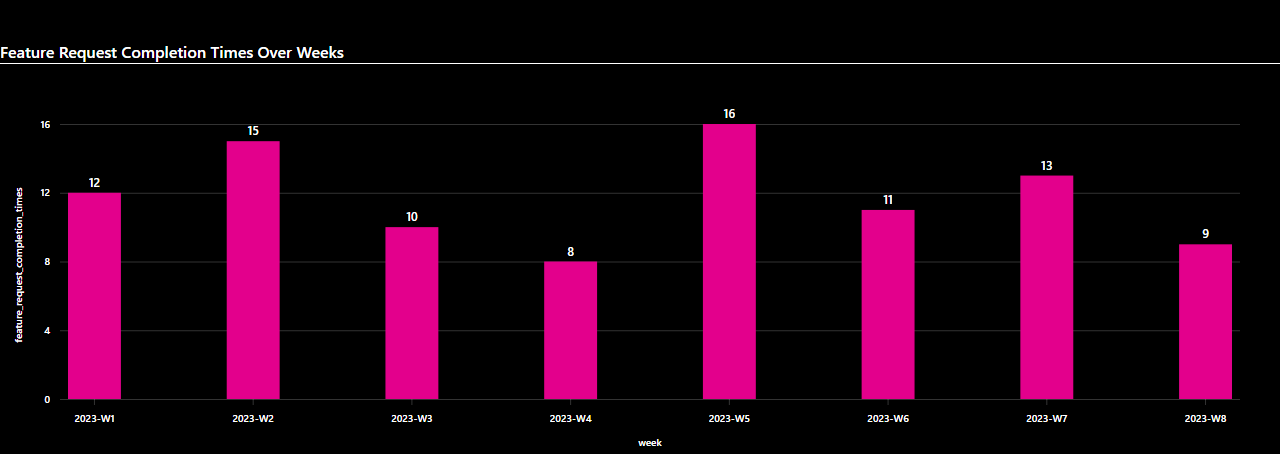 Feature Request Completion Times Over Weeks
feature_request_completion_times
16
12
8
4
0
12
15
10
8
16
11
13
9
2023-W1
2023-W2
2023-W3
2023-W4
2023-W5
2023-W6
2023-W7
2023-W8
week